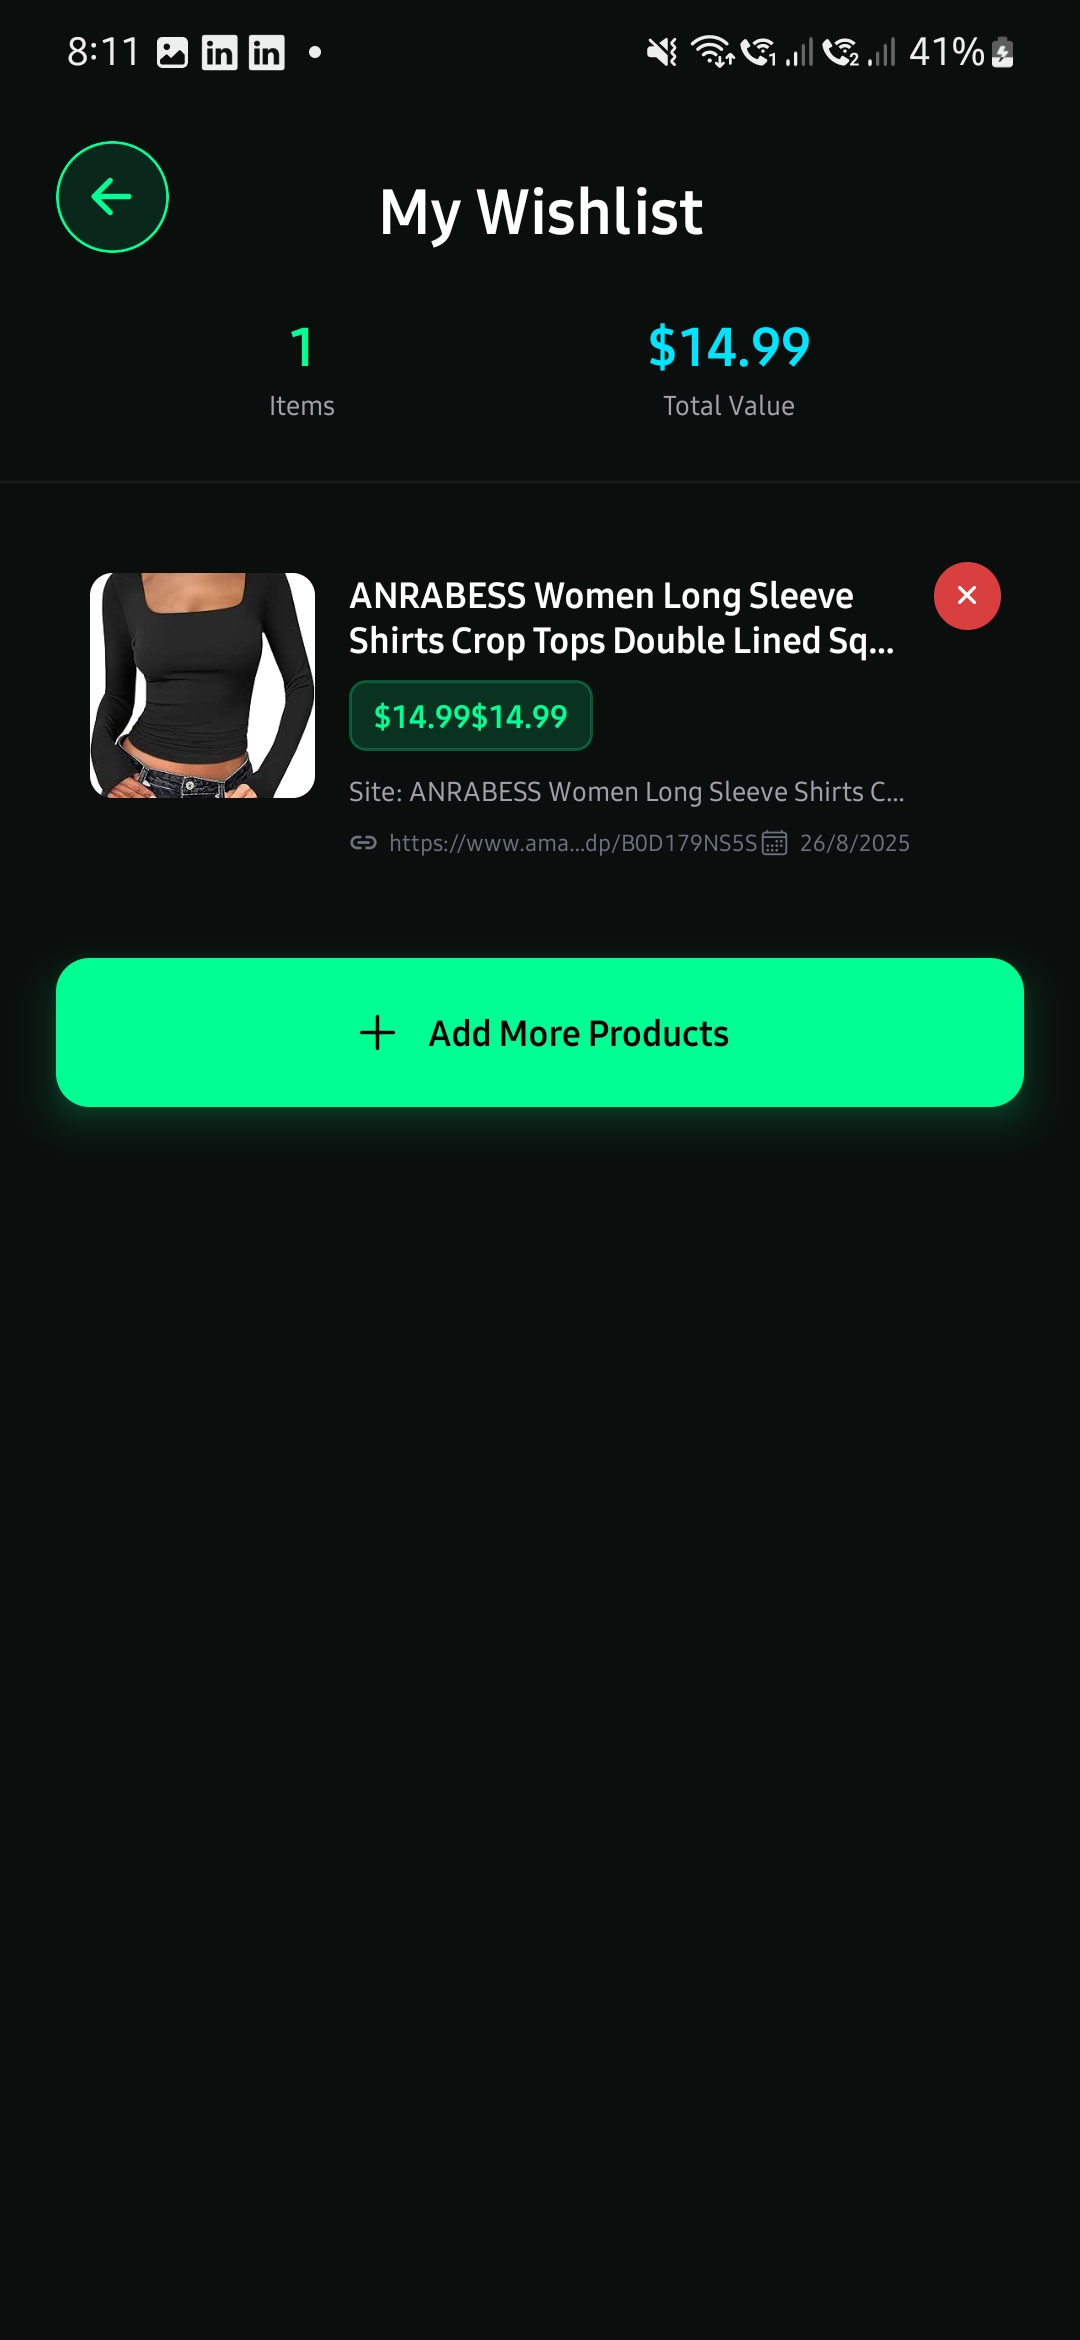 8:11
41%
My Wishlist
1
Items
$14.99
Total Value
ANRABESS Women Long Sleeve
Shirts Crop Tops Double Lined Sq...
$14.99$14.99
Site: ANRABESS Women Long Sleeve Shirts C...
https://www.ama...dp/B0D179NS5S 26/8/2025
Add More Products